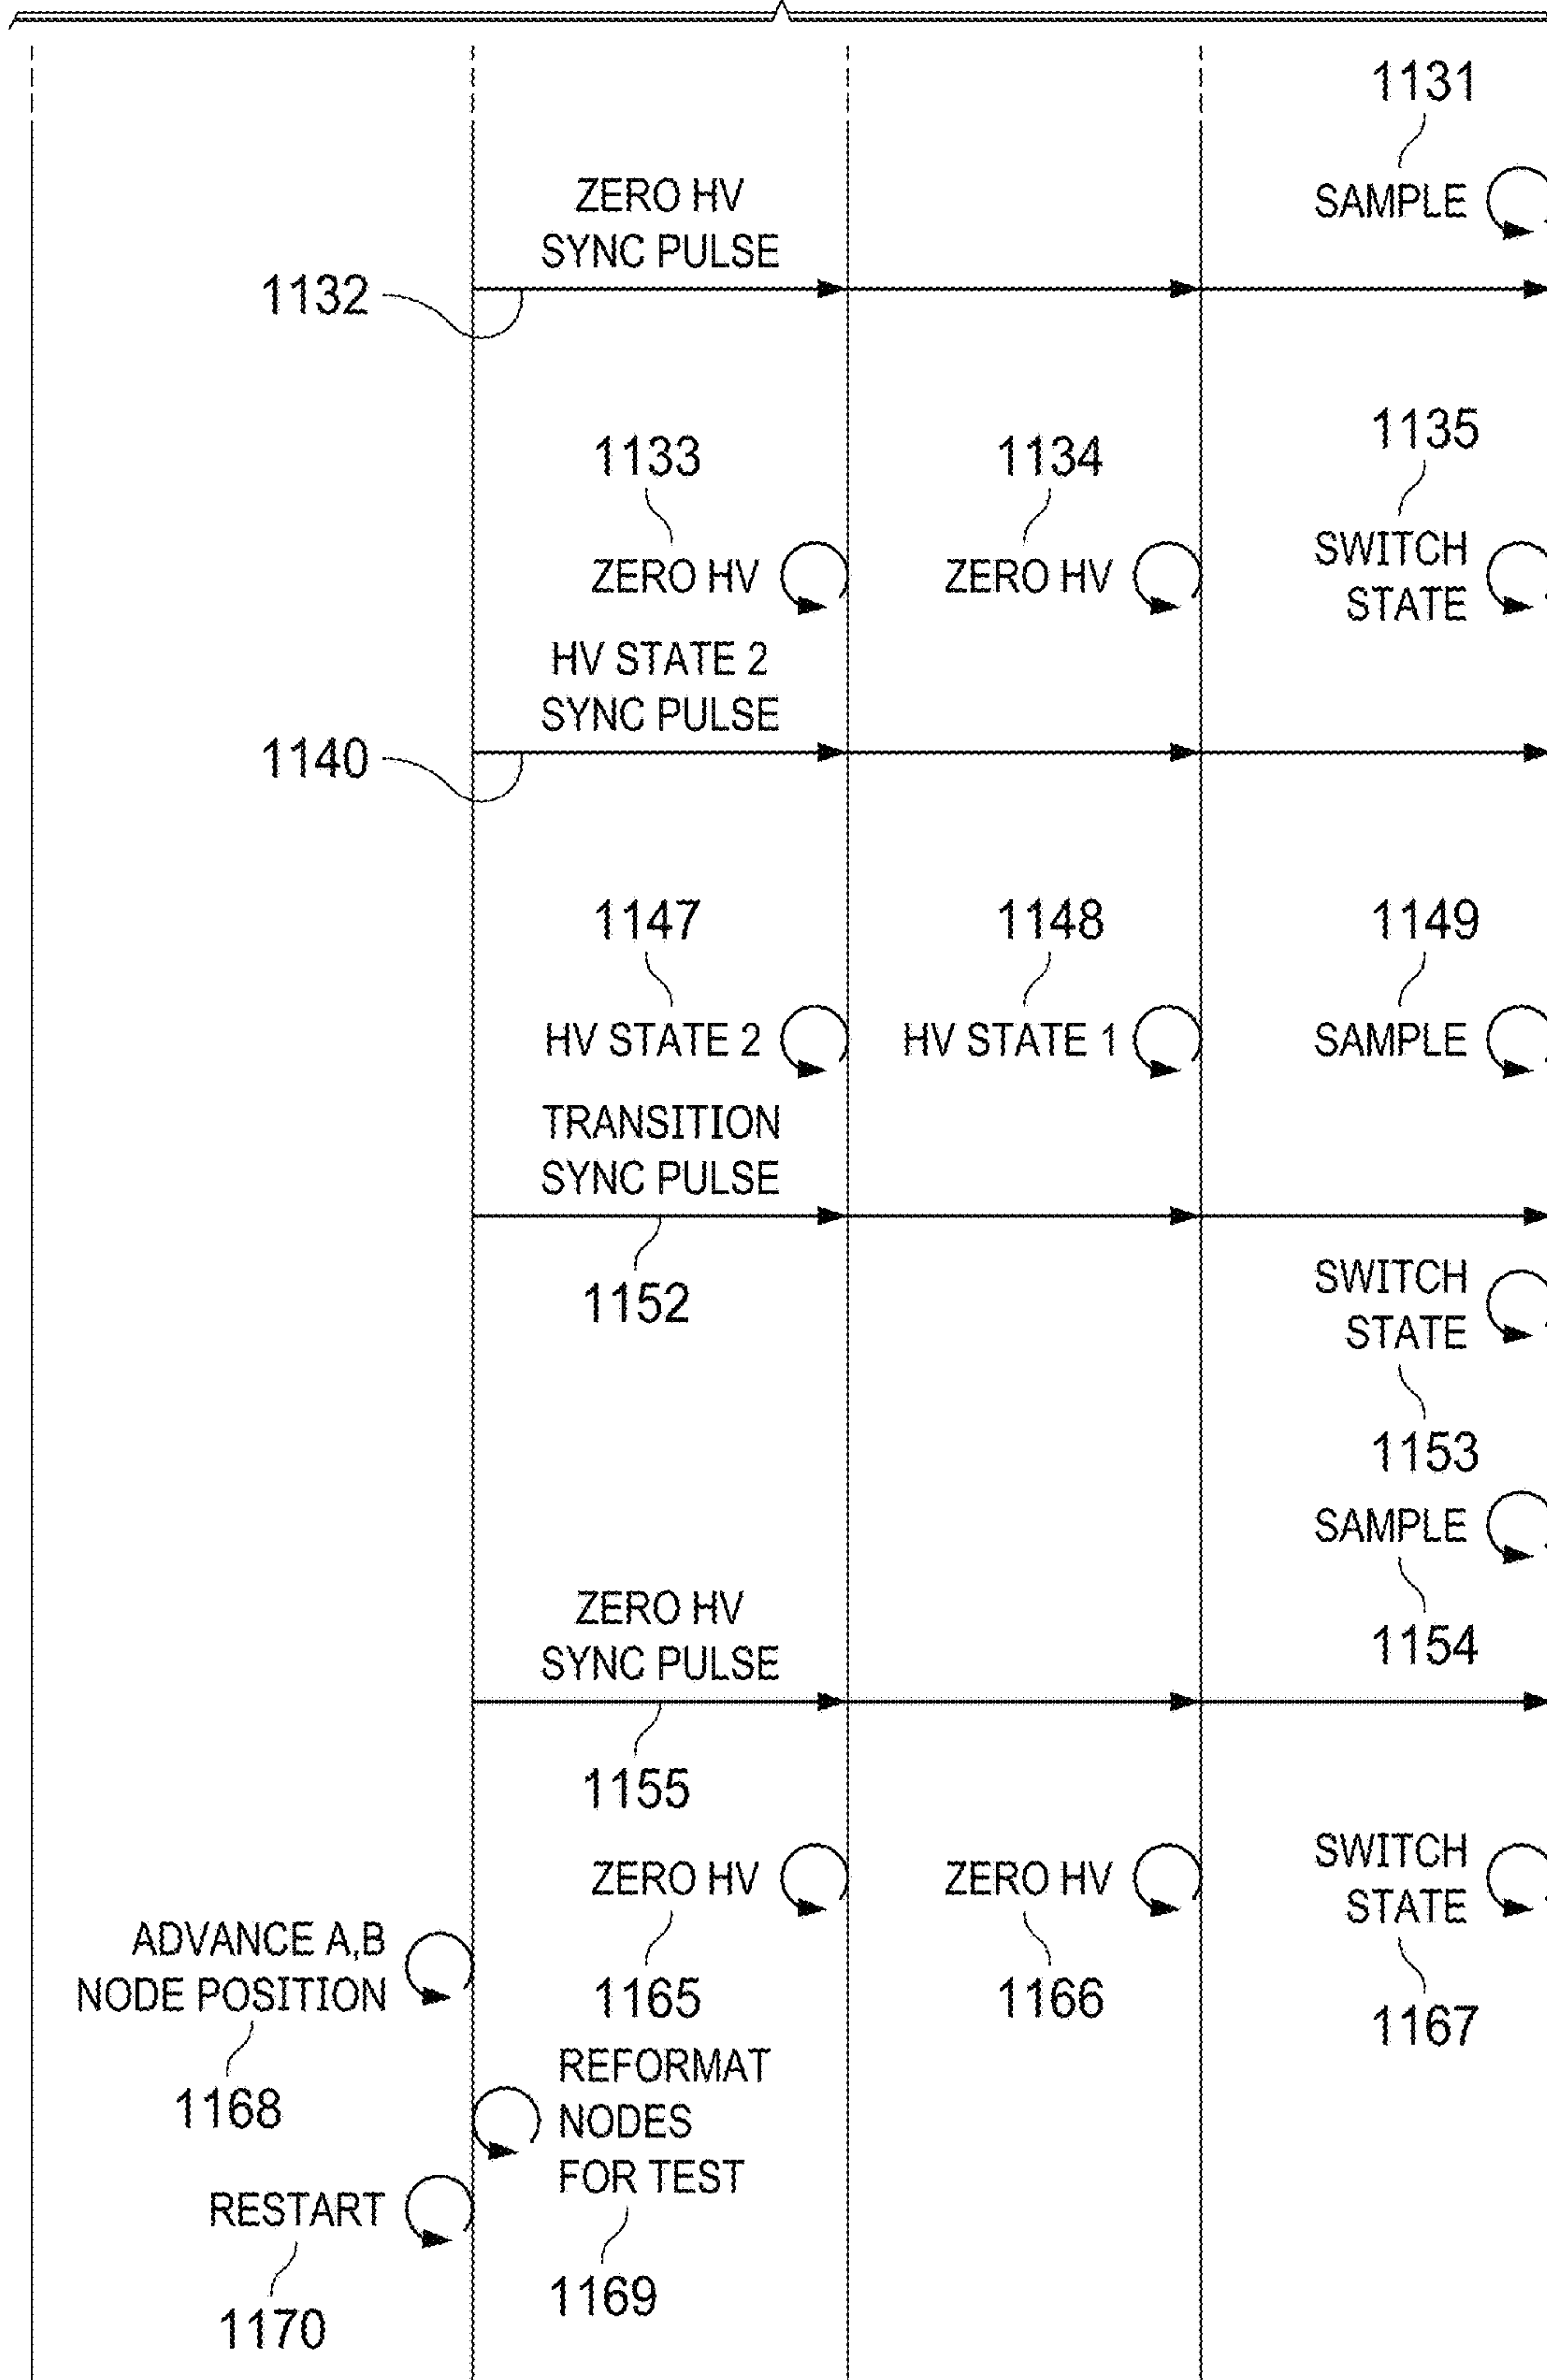 1131
SAMPLE
ZERO HV
SYNC PULSE
1132
1133
1134
1135
ZERO HV
ZERO HV
SWITCH
STATE
HV STATE 2
SYNC PULSE
1140
1147
1148
1149
HV STATE 2
HV STATE 1
SAMPLE
TRANSITION
SYNC PULSE
1152
SWITCH
STATE
1153
SAMPLE
1154
ZERO HV
SYNC PULSE
1155
ZERO HV
1165
ZERO HV
1166
SWITCH
STATE
1167
ADVANCE A,B
NODE POSITION
1168
REFORMAT
NODES
FOR TEST
1169
RESTART
1170